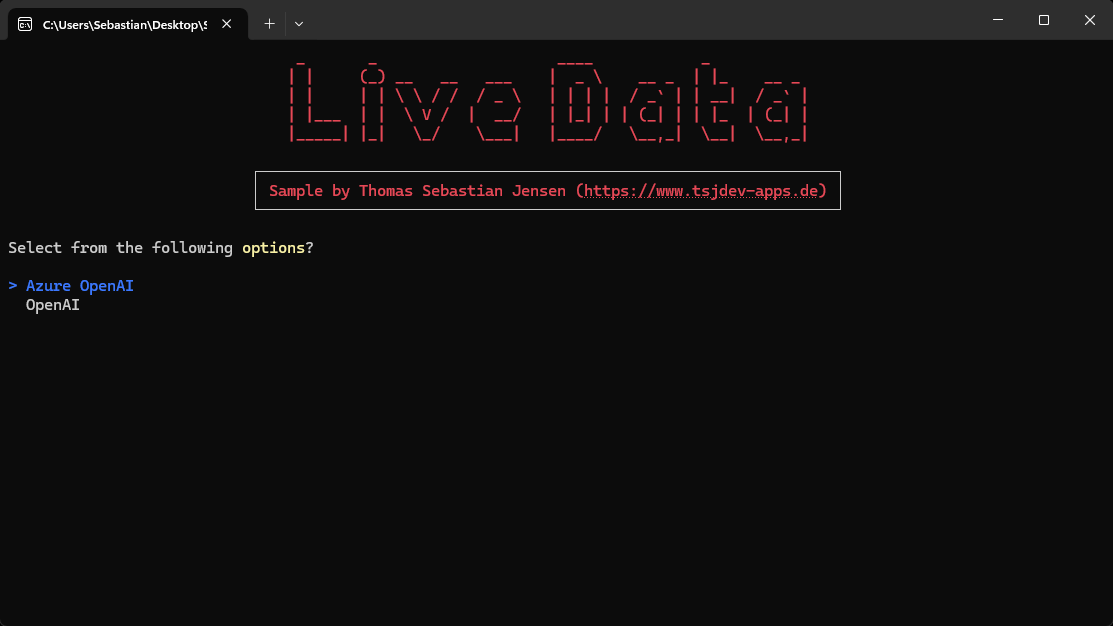 C:\Users\Sebastian\Desktop\S
Live Data
Sample by Thomas Sebastian Jensen (https://www.tsjdev-apps.de)
Select from the following options?
> Azure OpenAI
OpenAI